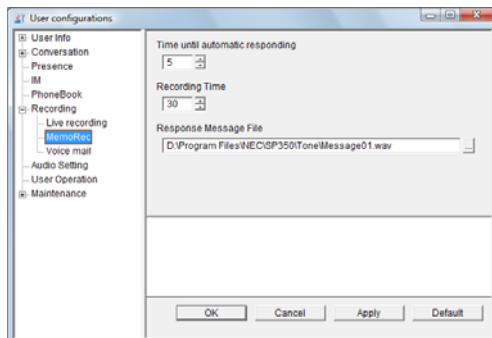 User configurations
User Info
Conversation
Presence
IM
PhoneBook
Recording
Live recording
MemoRec
Voice mail
Audio Setting
User Operation
Maintenance
Time until automatic responding
5
Recording Time
30
Response Message File
D:\Program Files\NEC\SP350\Tone\Message01.wav
...
OK Cancel Apply Default